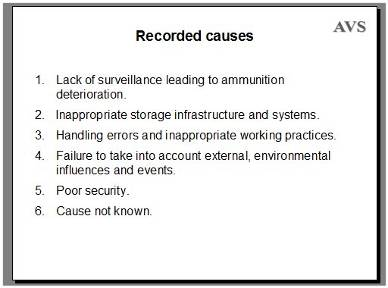 AVS
Recorded causes
1. Lack of surveillance leading to ammunition
deterioration.
2. Inappropriate storage infrastructure and systems.
3. Handling errors and inappropriate working practices.
4. Failure to take into account external, environmental
influences and events.
5. Poor security.
6. Cause not known.